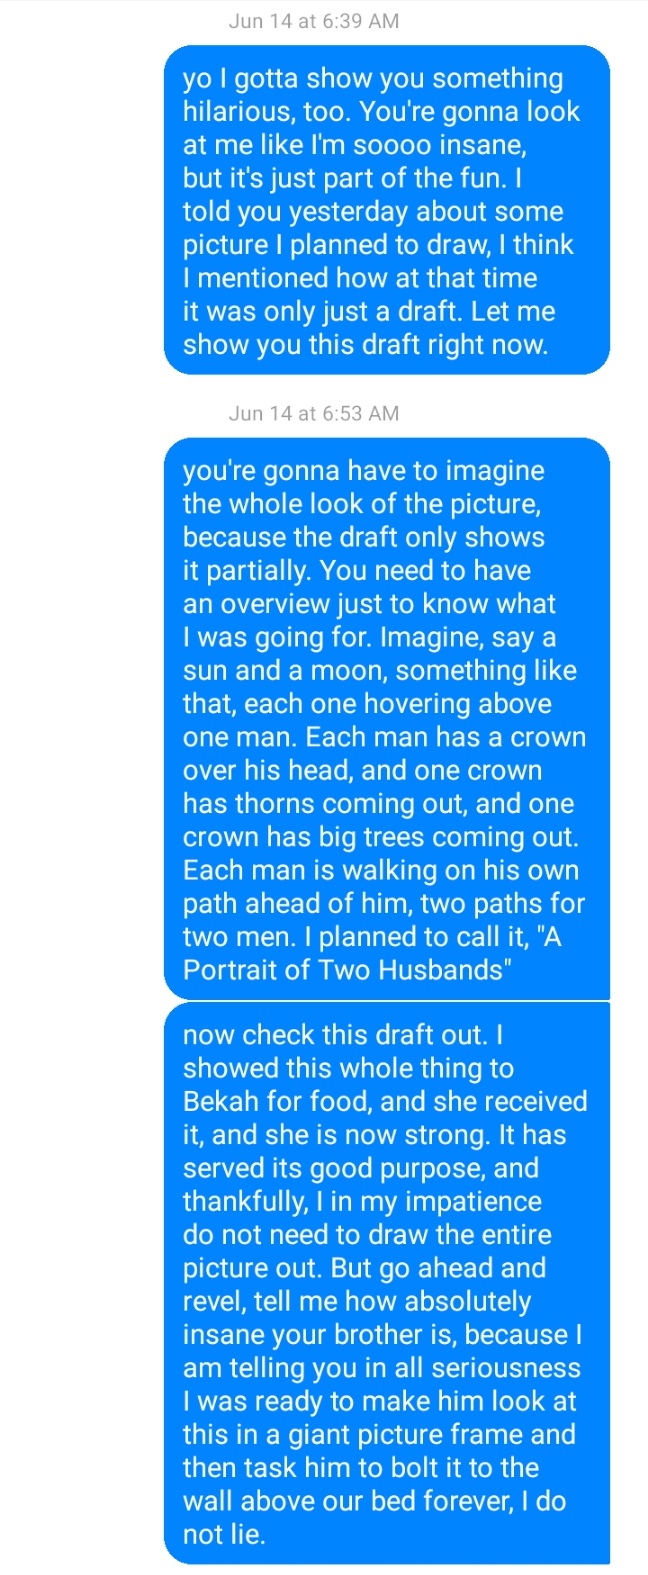 Jun 14 at 6:39 AM
yo I gotta show you something
hilarious, too. You're gonna look
at me like I'm soooo insane,
but it's just part of the fun. I
told you yesterday about some
picture I planned to draw, I think
I mentioned how at that time
it was only just a draft. Let me
show you this draft right now.
Jun 14 at 6:53 AM
you're gonna have to imagine
the whole look of the picture,
because the draft only shows
it partially. You need to have
an overview just to know what
I was going for. Imagine, say a
sun and a moon, something like
that, each one hovering above
one man. Each man has a crown
over his head, and one crown
has thorns coming out, and one
crown has big trees coming out.
Each man is walking on his own
path ahead of him, two paths for
two men. I planned to call it, "A
Portrait of Two Husbands"
now check this draft out. I
showed this whole thing to
Bekah for food, and she received
it, and she is now strong. It has
served its good purpose, and
thankfully, I in my impatience
do not need to draw the entire
picture out. But go ahead and
revel, tell me how absolutely
insane your brother is, because I
am telling you in all seriousness
I was ready to make him look at
this in a giant picture frame and
then task him to bolt it to the
wall above our bed forever, I do
not lie.